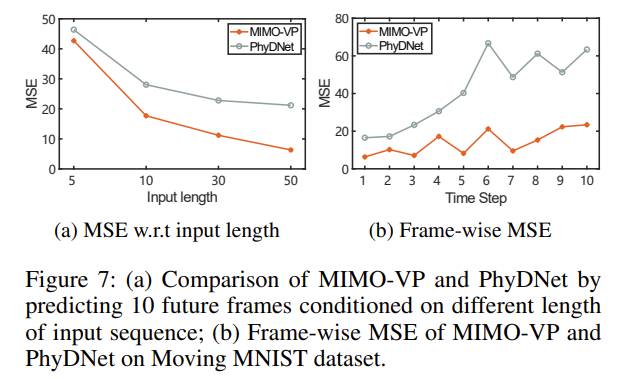 50
40
30
20
10
0
MSE
MIMO-VP
PhyDNet
5 10 30 50
Input length
(a) MSE w.r.t input length
80
60
40
20
0
MSE
MIMO-VP
PhyDNet
1 2 3 4 5 6 7 8 9 10
Time Step
(b) Frame-wise MSE
Figure 7: (a) Comparison of MIMO-VP and PhyDNet by
predicting 10 future frames conditioned on different length
of input sequence; (b) Frame-wise MSE of MIMO-VP and
PhyDNet on Moving MNIST dataset.